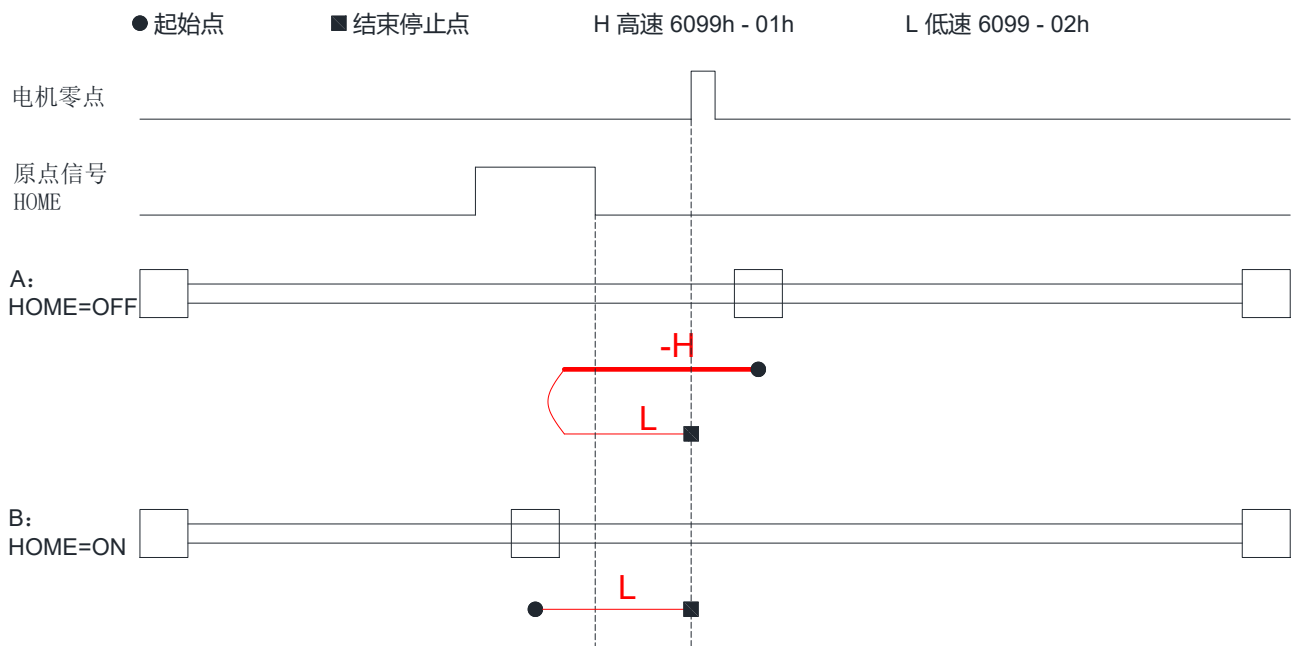 起始点 结束停止点 H 高速 6099h - 01h L 低速 6099 - 02h
电机零点
原点信号
HOME
A：
HOME=OFF
-H
L
B：
HOME=ON
L